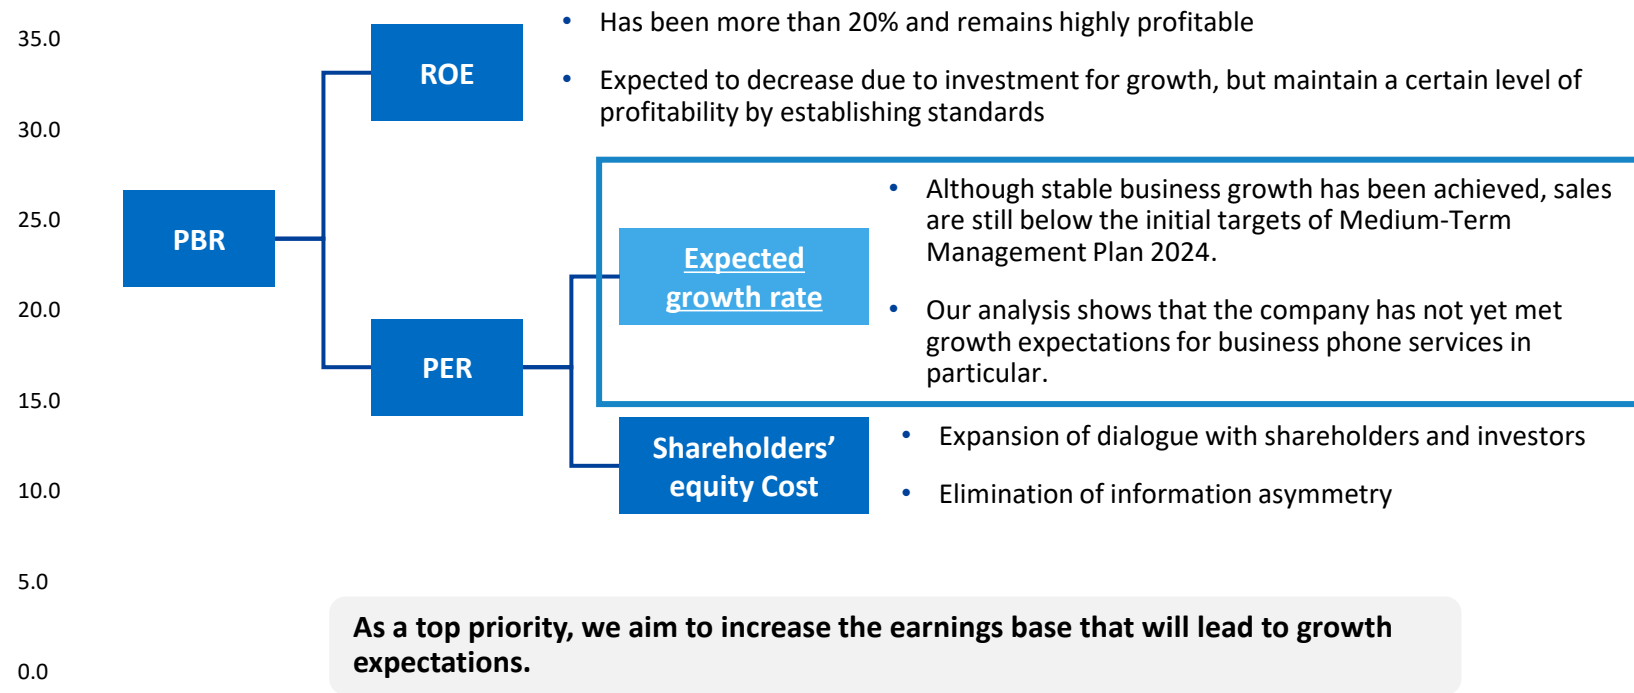 35.0
30.0
25.0
20.0
15.0
10.0
5.0
0.0
PBR
ROE
• Has been more than 20% and remains highly profitable
• Expected to decrease due to investment for growth, but maintain a certain level of
profitability by establishing standards
PER
Expected
growth rate
• Although stable business growth has been achieved, sales
are still below the initial targets of Medium-Term
Management Plan 2024.
• Our analysis shows that the company has not yet met
growth expectations for business phone services in
particular.
Shareholders’
equity Cost
• Expansion of dialogue with shareholders and investors
• Elimination of information asymmetry
As a top priority, we aim to increase the earnings base that will lead to growth
expectations.